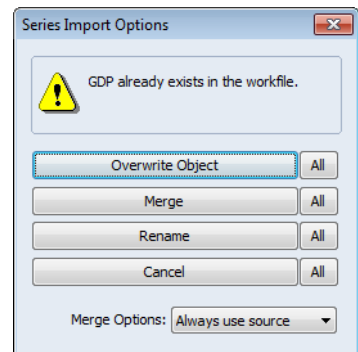 Series Import Options
GDP already exists in the workfile.
Overwrite Object All
Merge All
Rename All
Cancel All
Merge Options: Always use source